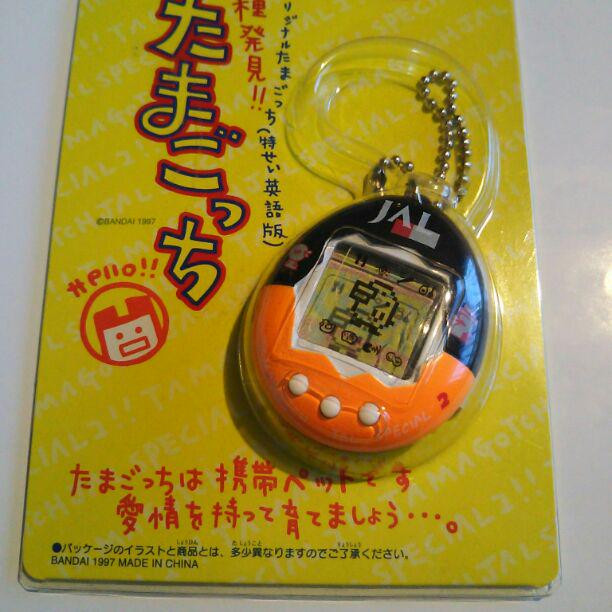 種発見!!
たまごっち
リジナルたまごっち(特せい英語版)
©BANDAI 1997
Hello!!
JAL
2
JAL SPECIAL
たまごっちは携帯ペットです
愛情を持って育てましょう・・・。
●パッケージのイラストと商品とは、多少異なりますのでご了承ください。
BANDAI 1997 MADE IN CHINA